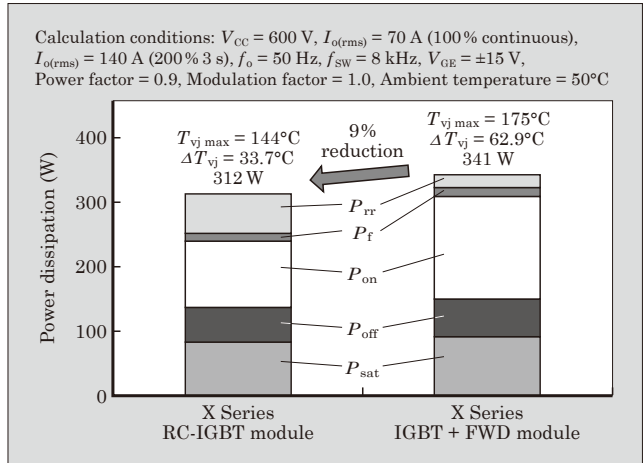 Calculation conditions: VCC = 600 V, Io(rms) = 70 A (100% continuous),
Io(rms) = 140 A (200% 3 s), fo = 50 Hz, fSW = 8 kHz, VGE = ±15 V,
Power factor = 0.9, Modulation factor = 1.0, Ambient temperature = 50°C
Power dissipation (W)
400
300
200
100
0
Tvj max = 144°C
ΔTvj = 33.7°C
312 W
9%
reduction
Tvj max = 175°C
ΔTvj = 62.9°C
341 W
Prr
Pf
Pon
Poff
Psat
X Series
RC-IGBT module
X Series
IGBT + FWD module